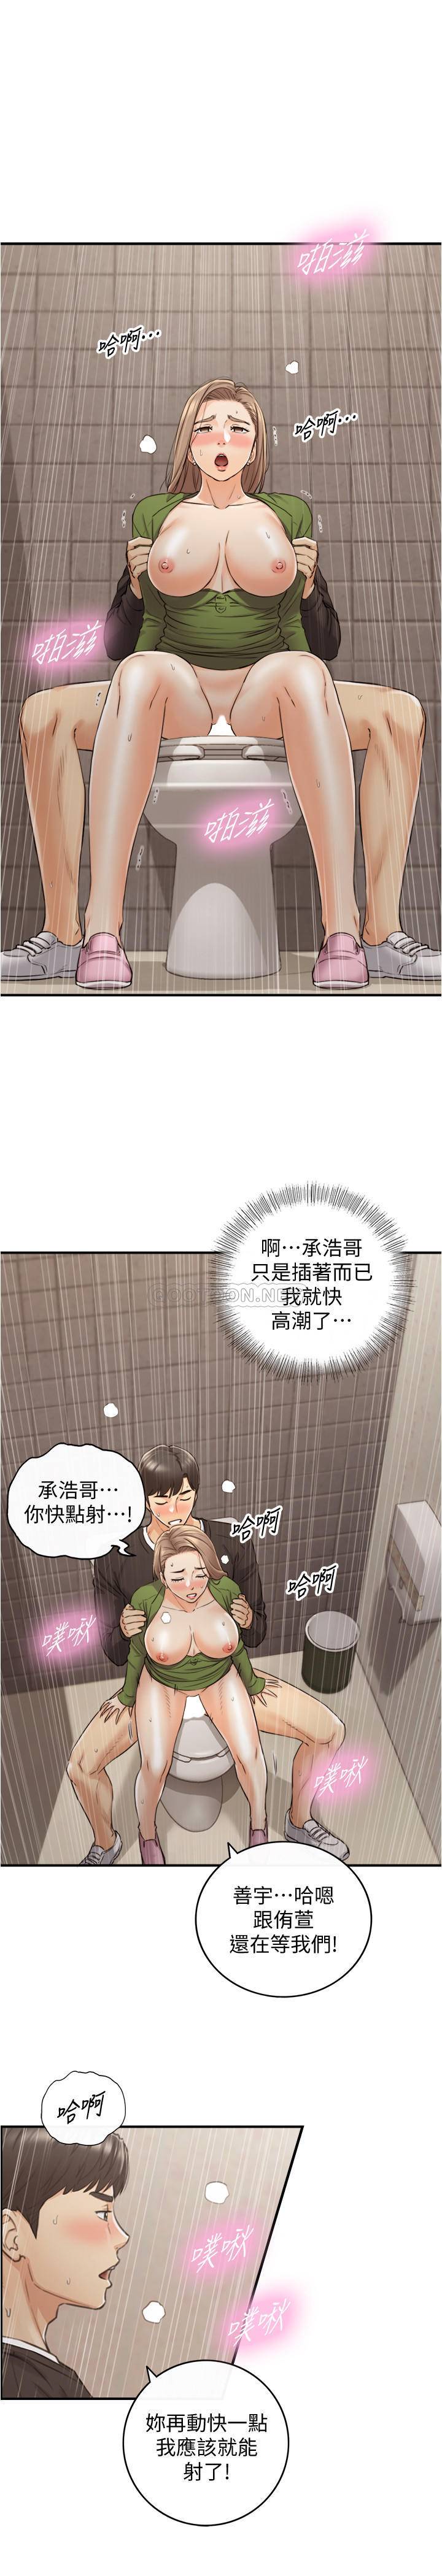 啪滋
哈啊…
哈啊…
啪滋
啪滋
啊…承浩哥
只是插著而已
我就快
高潮了…
承浩哥…
你快點射…!
哈啊
哈啊
噗啾
噗啾
善宇…哈嗯
跟侑萱
還在等我們!
哈啊
噗啾
噗啾
妳再動快一點
我應該就能
射了!